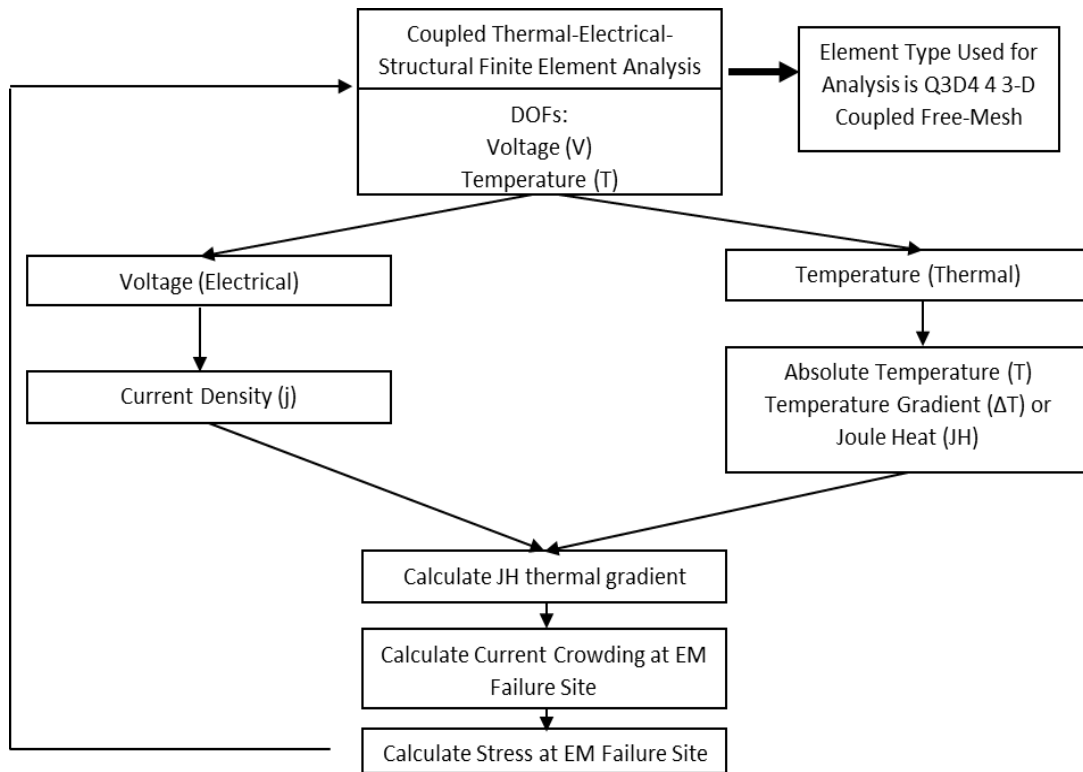 Coupled Thermal-Electrical-
Structural Finite Element Analysis
DOFs:
Voltage (V)
Temperature (T)
Element Type Used for
Analysis is Q3D4 4 3-D
Coupled Free-Mesh
Voltage (Electrical)
Temperature (Thermal)
Current Density (j)
Absolute Temperature (T)
Temperature Gradient (ΔT) or
Joule Heat (JH)
Calculate JH thermal gradient
Calculate Current Crowding at EM
Failure Site
Calculate Stress at EM Failure Site